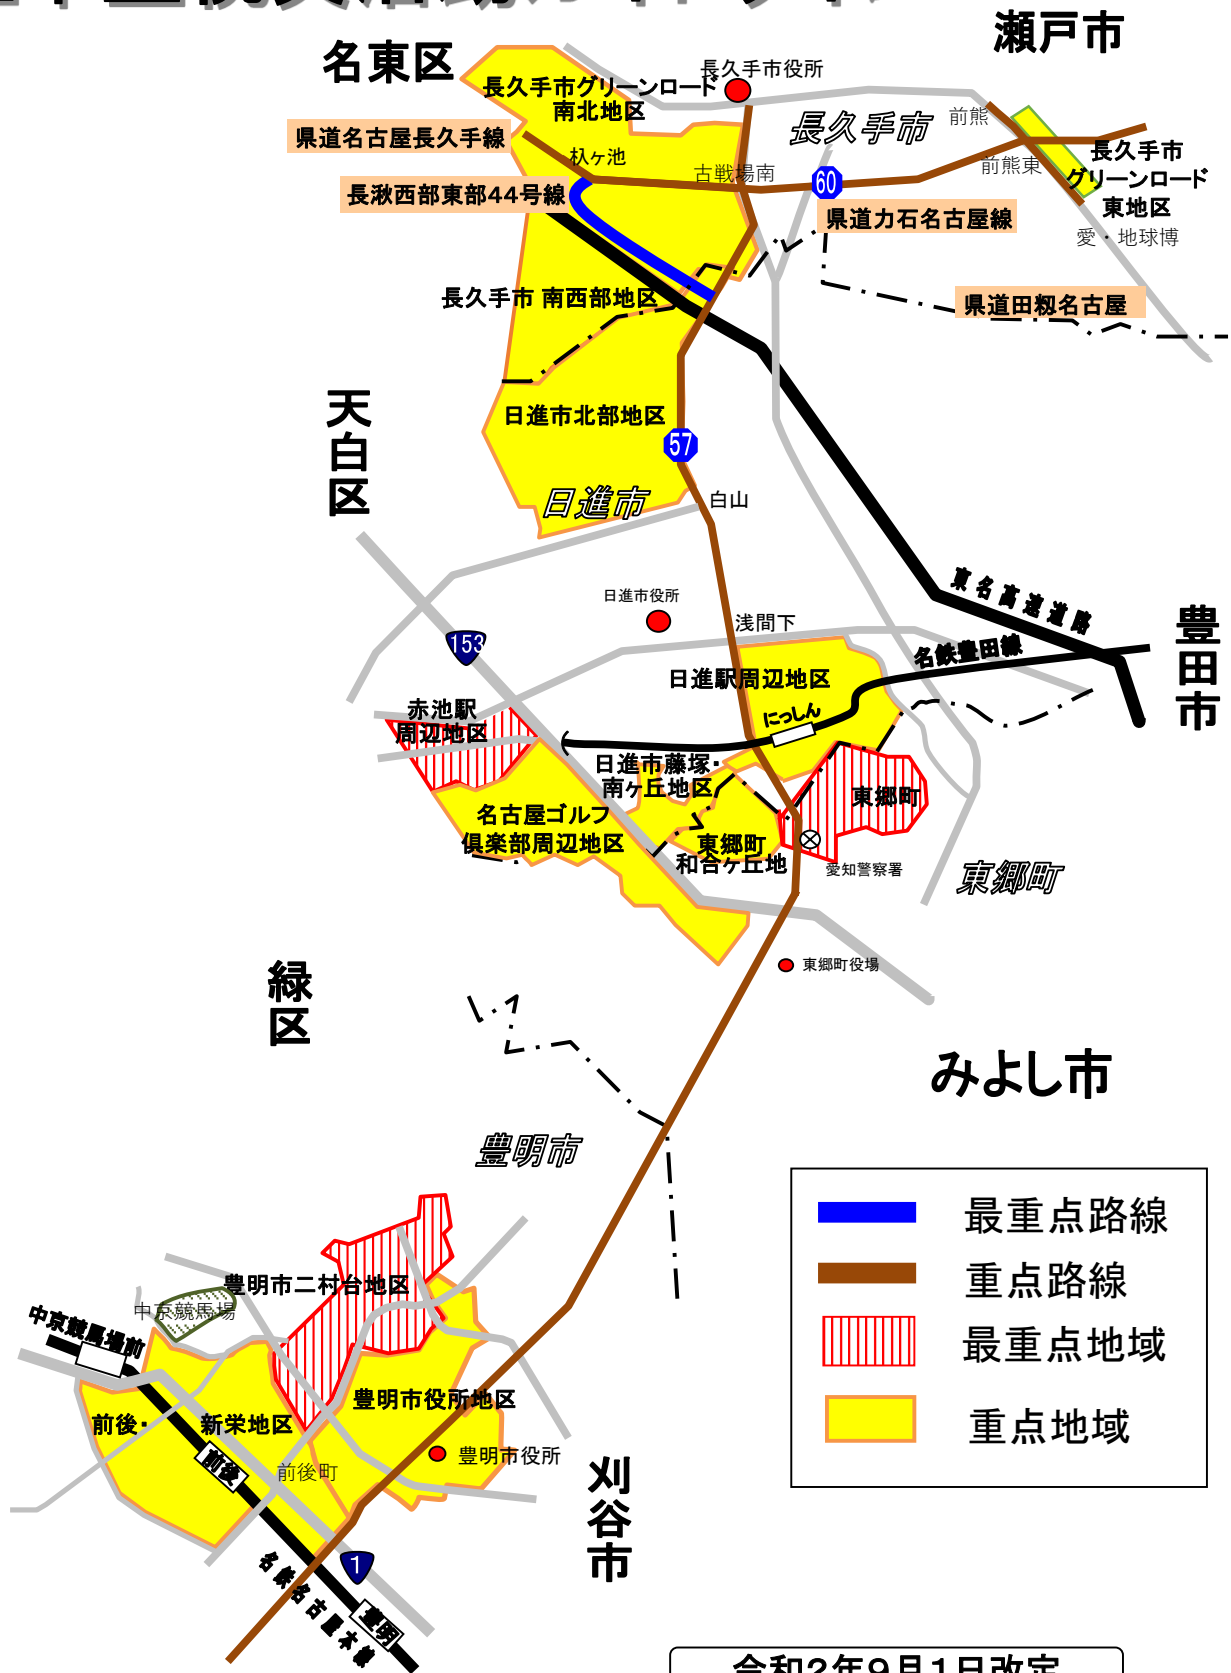 名東区
瀬戸市
長久手市グリーンロード
南北地区
長久手市役所
長久手市
前熊
県道名古屋長久手線
杁ヶ池
古戦場南
前熊東
長久手市
グリーンロード
東地区
長湫西部東部44号線
60
県道力石名古屋線
愛・地球博
長久手市 南西部地区
県道田籾名古屋
天白区
日進市北部地区
57
日進市
白山
東名高速道路
日進市役所
浅間下
豊田市
153
名鉄豊田線
日進駅周辺地区
赤池駅
周辺地区
にっしん
日進市藤塚・
南ヶ丘地区
東郷町
名古屋ゴルフ
倶楽部周辺地区
東郷町
和合ヶ丘地
愛知警察署
東郷町
東郷町役場
緑区
みよし市
豊明市
最重点路線
重点路線
最重点地域
重点地域
豊明市二村台地区
中京競馬場
中京競馬場前
豊明市役所地区
前後・
新栄地区
前後
前後町
豊明市役所
刈谷市
1
名鉄名古屋本線
豊明
令和2年9月1日改定